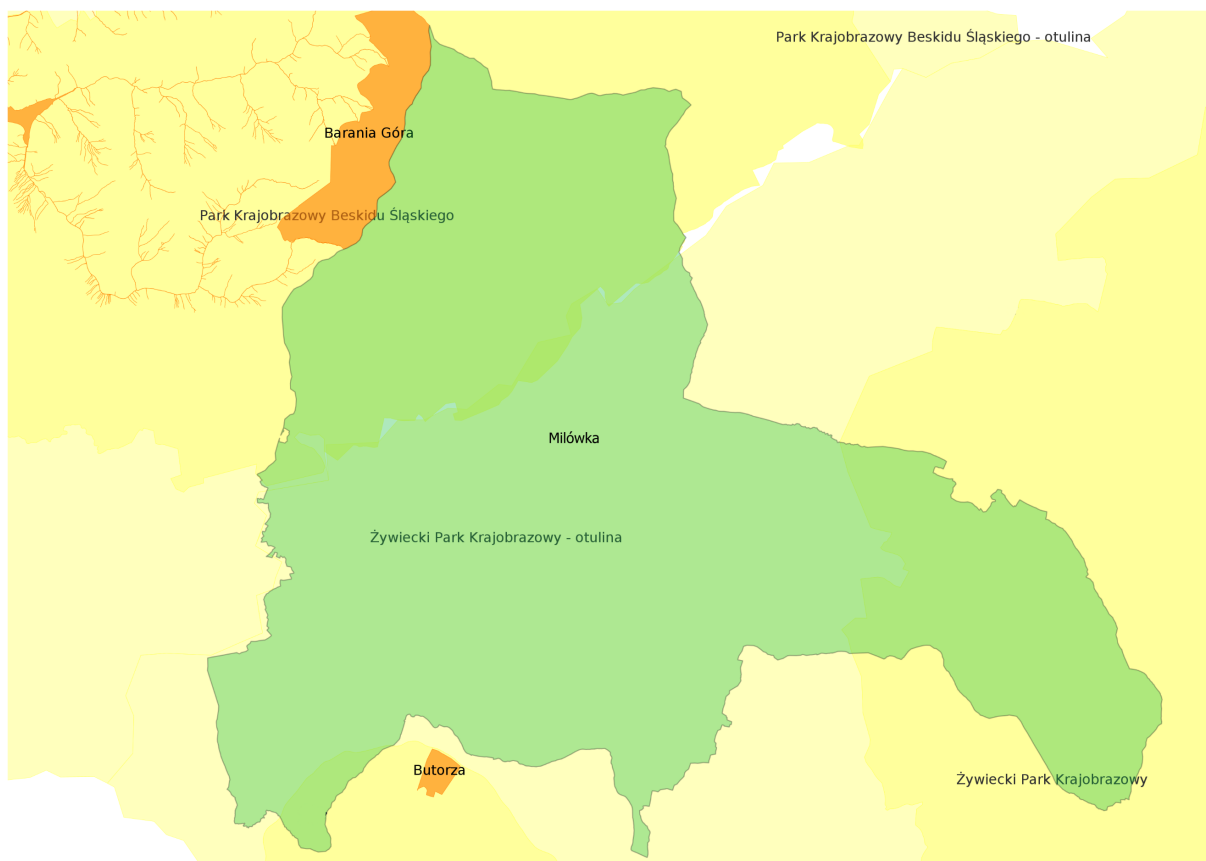 Park Krajobrazowy Beskidu Śląskiego - otulina
Barania Góra
Park Krajobrazowy Beskidu Śląskiego
Milówka
Żywiecki Park Krajobrazowy - otulina
Butorza
Żywiecki Park Krajobrazowy